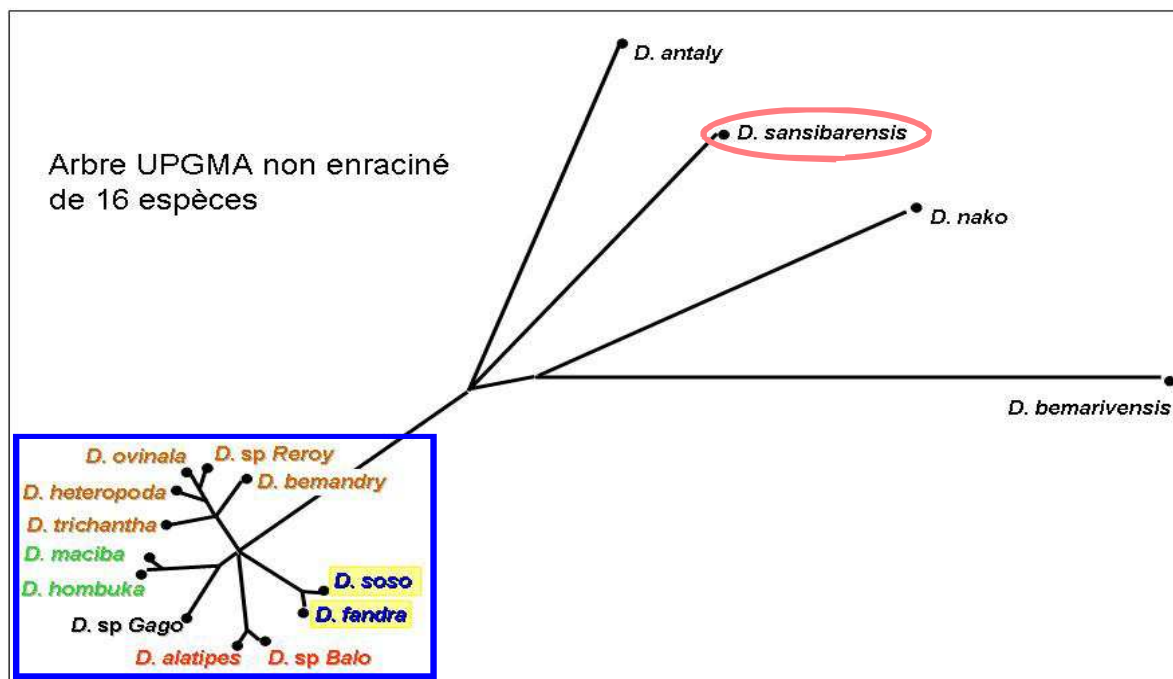 D. antaly
D. sansibarensis
Arbre UPGMA non enraciné
de 16 espèces
D. nako
D. bemarivensis
D. ovinala
D. sp Reroy
D. heteropoda
D. bemandry
D. trichantha
D. maciba
D. hombuka
D. soso
D. fandra
D. sp Gago
D. alatipes
D. sp Balo